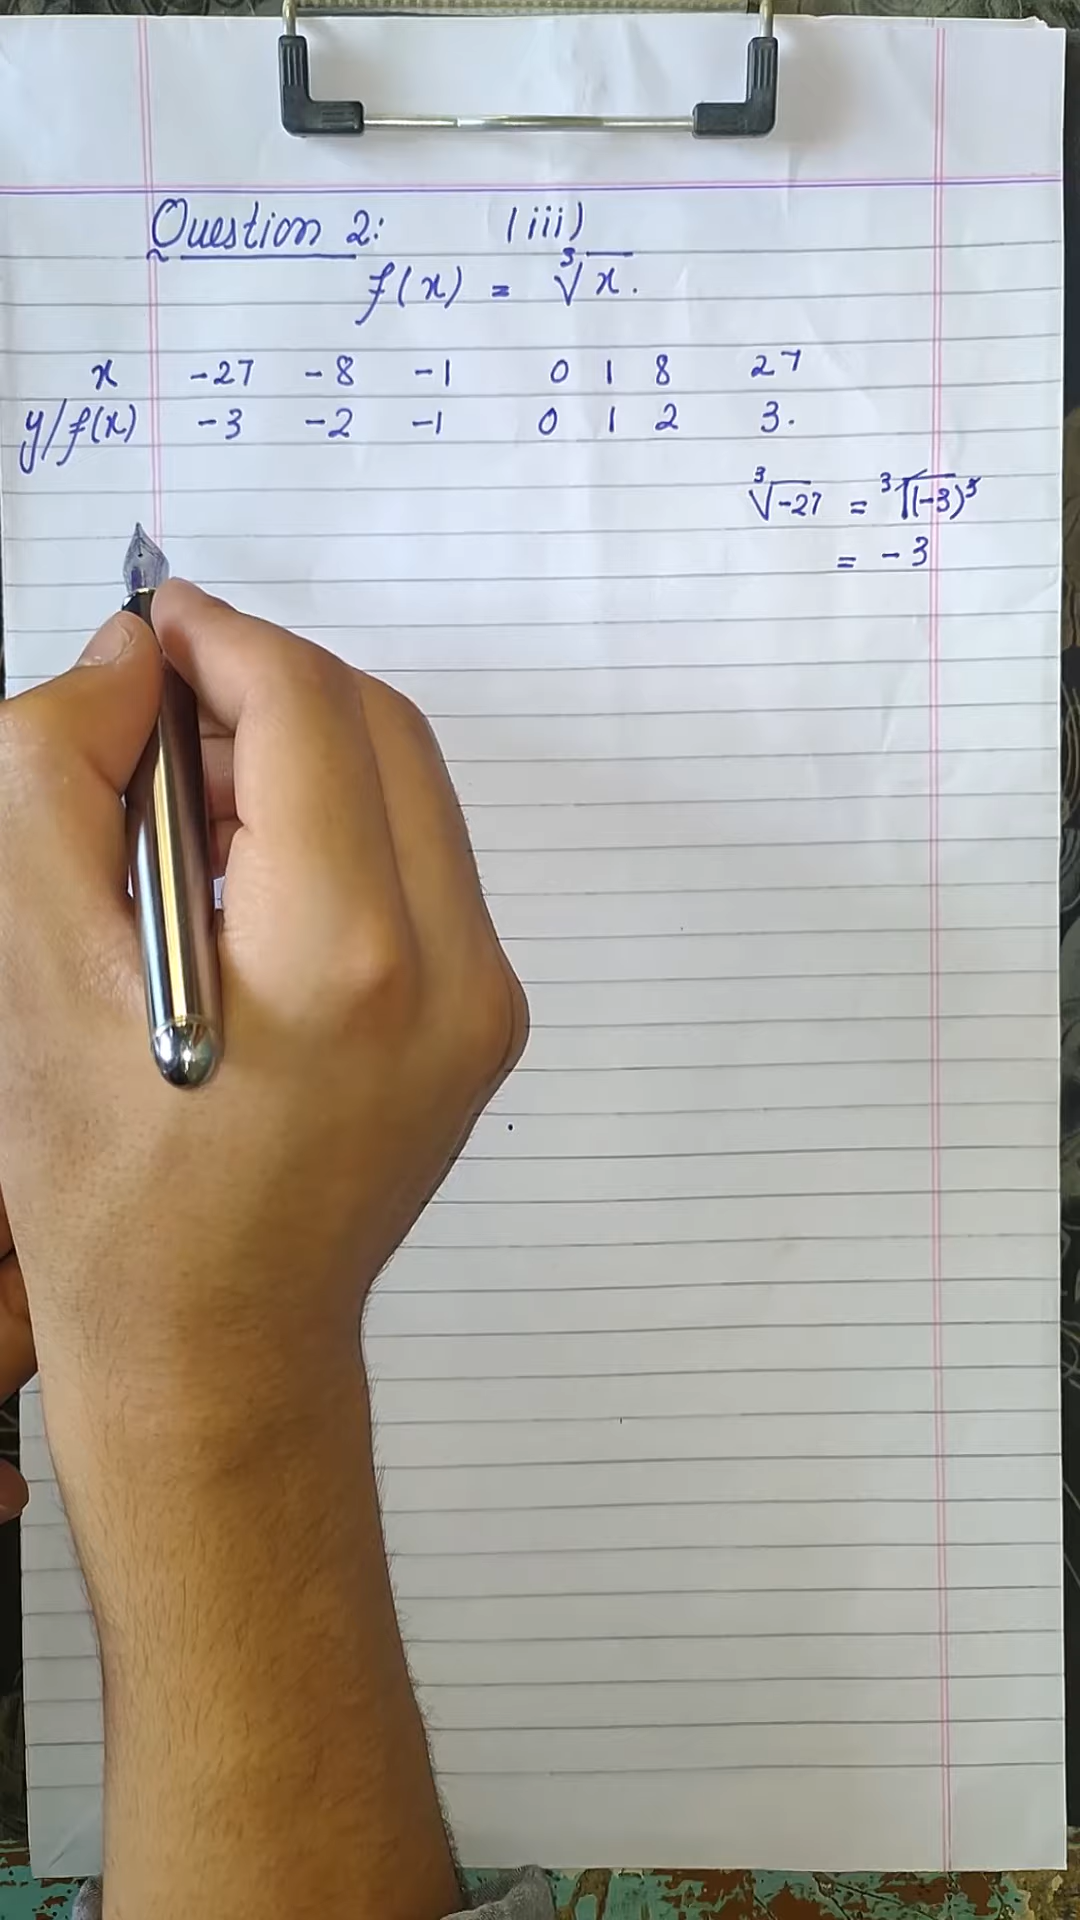 Question 2: (iii)
f(x) = ∛x.
x -27 -8 -1 0 1 8 27
y/f(x) -3 -2 -1 0 1 2 3.
∛-27 = ∛(-3)³
= -3